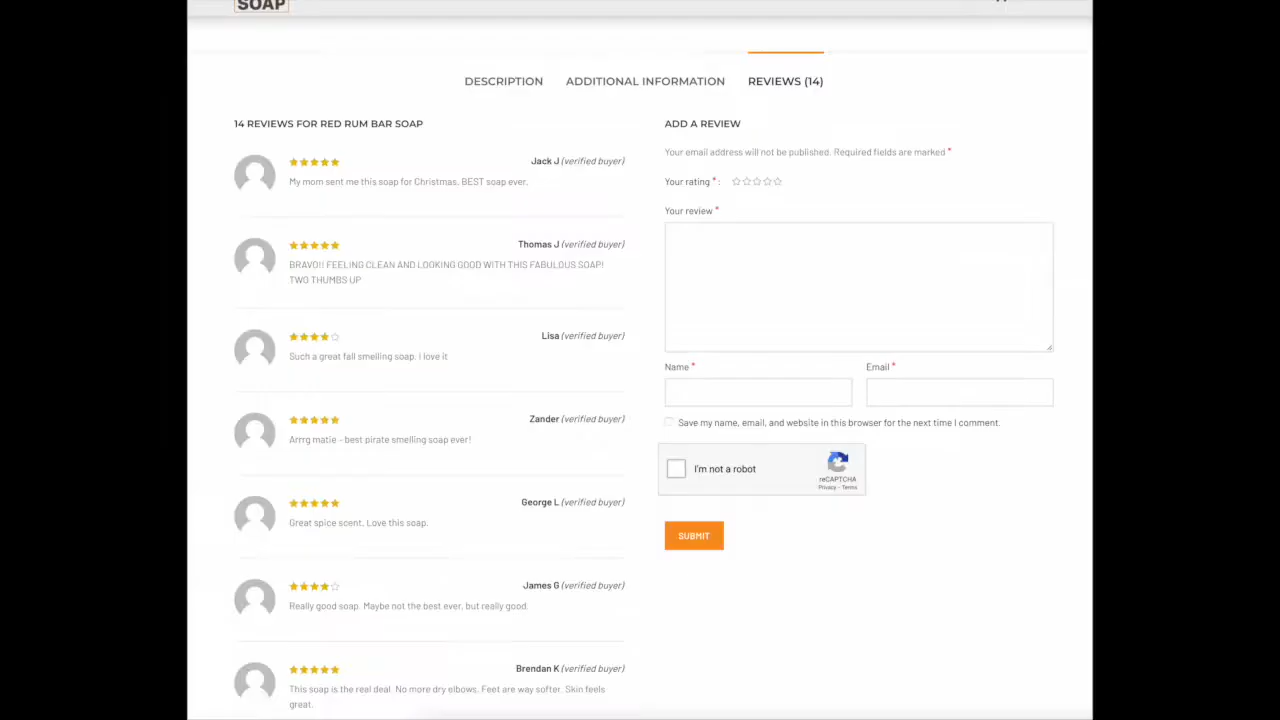 SOAP
DESCRIPTION ADDITIONAL INFORMATION REVIEWS (14)
14 REVIEWS FOR RED RUM BAR SOAP
Jack J (verified buyer)
My mom sent me this soap for Christmas, BEST soap ever.
Thomas J (verified buyer)
BRAVO!! FEELING CLEAN AND LOOKING GOOD WITH THIS FABULOUS SOAP!
TWO THUMBS UP
Lisa (verified buyer)
Such a great fall smelling soap. i love it
Zander (verified buyer)
Arrrg matie – best pirate smelling soap ever!
George L (verified buyer)
Great spice scent. Love this soap.
James G (verified buyer)
Really good soap. Maybe not the best ever, but really good.
Brendan K (verified buyer)
This soap is the real deal. No more dry elbows. Feet are way softer. Skin feels
great.
ADD A REVIEW
Your email address will not be published. Required fields are marked *
Your rating * :
Your review *
Name * Email *
Save my name, email, and website in this browser for the next time I comment.
I'm not a robot
reCAPTCHA
Privacy - Terms
SUBMIT